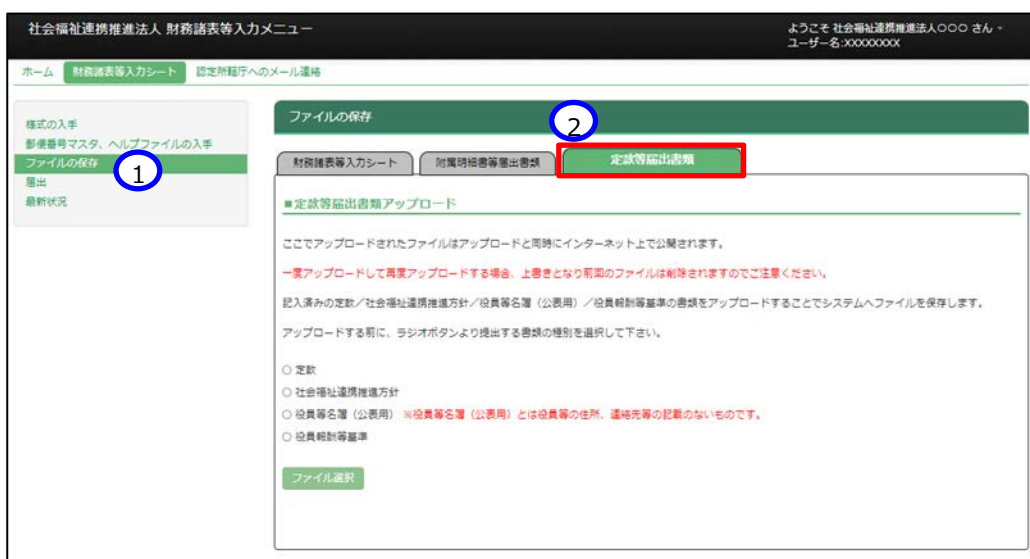 社会福祉連携推進法人 財務諸表等入力メニュー
ようこそ 社会福祉連携推進法人〇〇〇 さん
ユーザー名:XXXXXXXX
ホーム 財務諸表等入力シート 認定所轄庁へのメール連絡
様式の入手
郵便番号マスタ、ヘルプファイルの入手
ファイルの保存
届出
最新状況
1
ファイルの保存
2
財務諸表等入力シート 附属明細書等届出書類 定款等届出書類
■定款等届出書類アップロード
ここでアップロードされたファイルはアップロードと同時にインターネット上で公開されます。
一度アップロードして再度アップロードする場合、上書きとなり前回のファイルは削除されますのでご注意ください。
記入済みの定款／社会福祉連携推進方針／役員等名簿（公表用）／役員報酬等基準の書類をアップロードすることでシステムへファイルを保存します。
アップロードする前に、ラジオボタンより提出する書類の種別を選択して下さい。
○ 定款
○ 社会福祉連携推進方針
○ 役員等名簿（公表用） ※役員等名簿（公表用）とは役員等の住所、連絡先等の記載のないものです。
○ 役員報酬等基準
ファイル選択